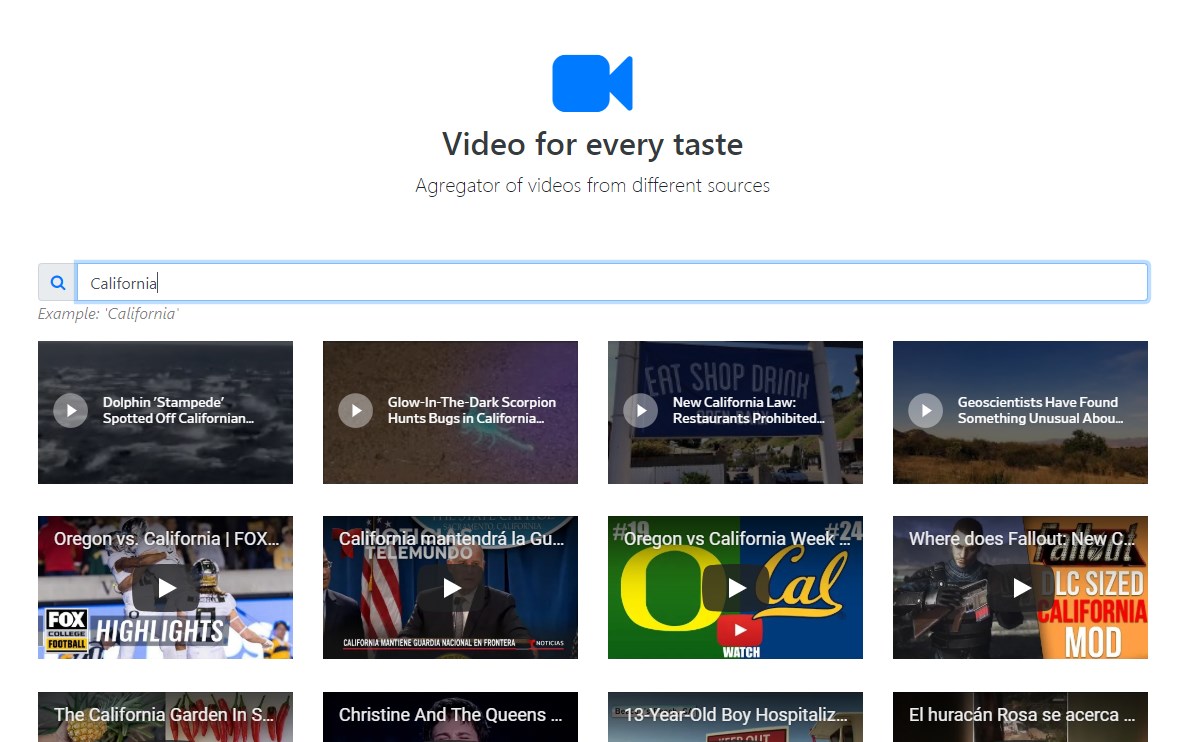 Video for every taste
Agregator of videos from different sources
California
Example: 'California'
Dolphin 'Stampede'
Spotted Off Californian...
Glow-In-The-Dark Scorpion
Hunts Bugs in California...
EAT SHOP DRINK
New California Law:
Restaurants Prohibited...
Geoscientists Have Found
Something Unusual Abou...
Oregon vs. California | FOX...
FOX
COLLEGE
FOOTBALL
HIGHLIGHTS
California mantendrá la Gu...
NOTICIAS
TELEMUNDO
CALIFORNIA MANTIENE GUARDIA NACIONAL EN FRONTERA
NOTICIAS
#19
#24
Oregon vs California Week ...
Cal
WATCH
Where does Fallout: New C...
Fallout
DLC SIZED
CALIFORNIA
MOD
The California Garden In S...
Christine And The Queens ...
13-Year-Old Boy Hospitaliz...
KEEP OUT
El huracán Rosa se acerca ...